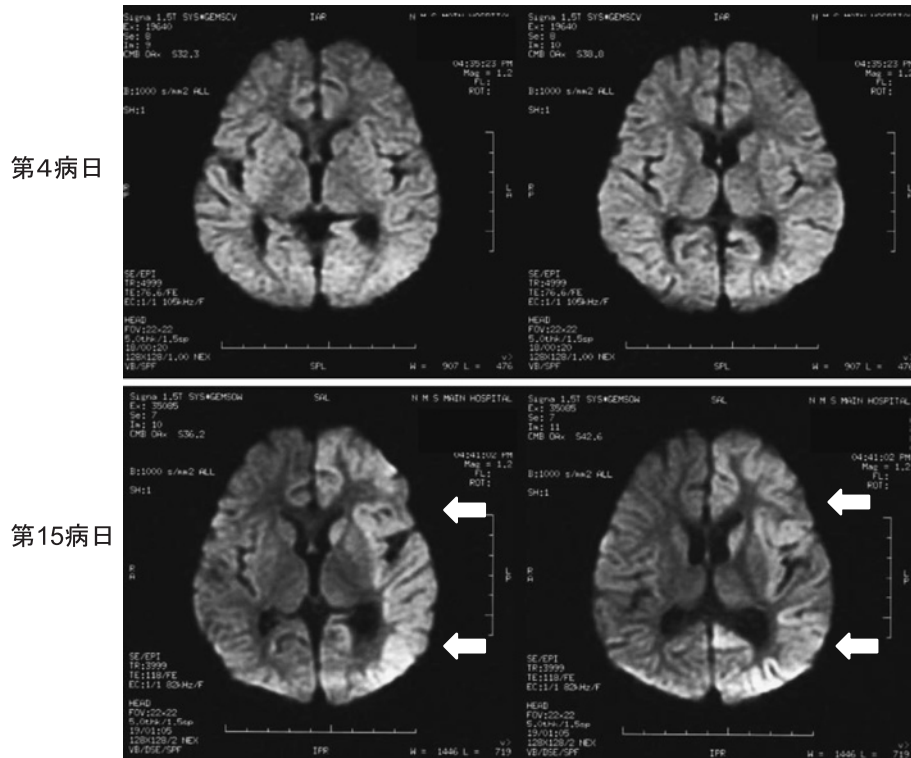 第4病日
Signa 1.5T SYS#GEMSCV
Ex: 19640
Se: 8
Im: 9
CMB OAx S32.3
IAR
N M S MAIN HOSPITAL
04:35:23 PM
Mag = 1.2
FL:
ROT:
B:1000 s/mm2 ALL
SH:1
SE/EPI
TR:4999
TE:76.6/FE
EC:1/1 105kHz/F
HEAD
FOV:22x22
5.0thk/1.5sp
18/00:20
128X128/1.00 NEX
VB/SPF
SPL
W = 907 L = 476
Signa 1.5T SYS#GEMSCV
Ex: 19640
Se: 8
Im: 10
CMB OAx S38.8
IAR
N M S MAIN HOSPITAL
04:35:23 PM
Mag = 1.2
FL:
ROT:
B:1000 s/mm2 ALL
SH:1
SE/EPI
TR:4999
TE:76.6/FE
EC:1/1 105kHz/F
HEAD
FOV:22x22
5.0thk/1.5sp
18/00:20
128X128/1.00 NEX
VB/SPF
SPL
W = 907 L = 476
第15病日
Signa 1.5T SYS#GEMSOW
Ex: 35085
Se: 7
Im: 10
CMB OAx S36.2
SAL
N M S MAIN HOSPITAL
04:41:02 PM
Mag = 1.2
FL:
ROT:
B:1000 s/mm2 ALL
SH:1
SE/EPI
TR:3999
TE:118/FE
EC:1/1 82kHz/F
HEAD
FOV:22x22
5.0thk/1.5sp
19/01:05
128X128/2 NEX
VB/DSE/SPF
IPR
W = 1446 L = 719
Signa 1.5T SYS#GEMSOW
Ex: 35085
Se: 7
Im: 11
CMB OAx S42.6
SAL
N M S MAIN HOSPITAL
04:41:02 PM
Mag = 1.2
FL:
ROT:
B:1000 s/mm2 ALL
SH:1
SE/EPI
TR:3999
TE:118/FE
EC:1/1 82kHz/F
HEAD
FOV:22x22
5.0thk/1.5sp
19/01:05
128X128/2 NEX
VB/DSE/SPF
IPR
W = 1446 L = 719